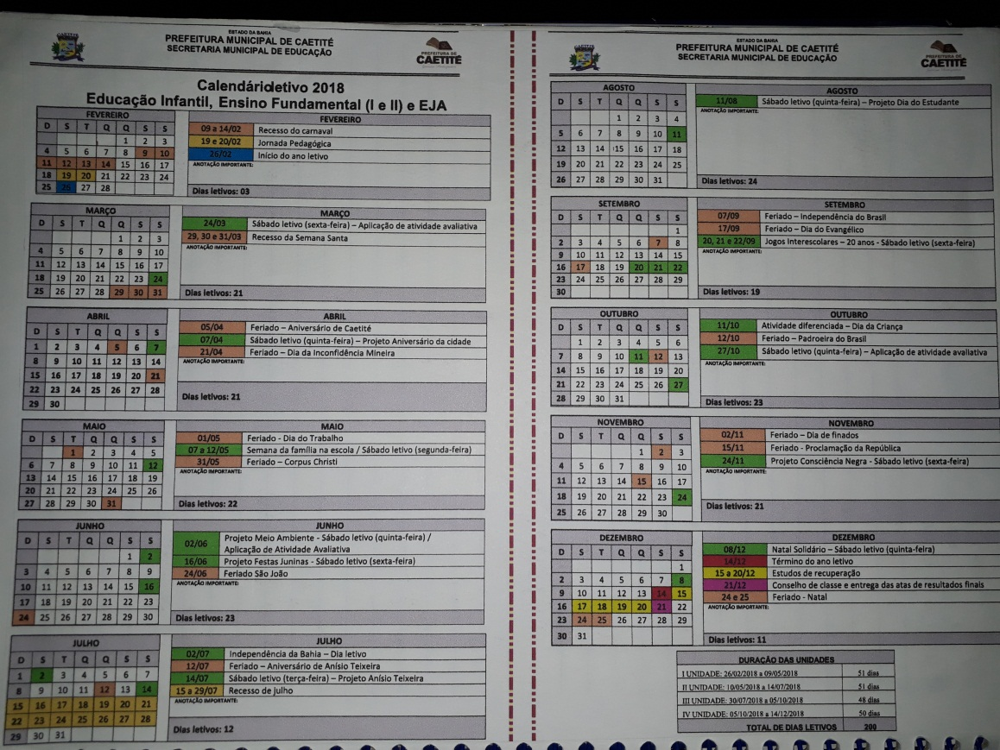 ESTADO DA BAHIA
PREFEITURA MUNICIPAL DE CAETITÉ
SECRETARIA MUNICIPAL DE EDUCAÇÃO
CAETITÉ
PREFEITURA DE
CAETITÉ
Calendárioletivo 2018
Educação Infantil, Ensino Fundamental (I e II) e EJA
FEVEREIRO
D S T Q Q S S
1 2 3
4 5 6 7 8 9 10
11 12 13 14 15 16 17
18 19 20 21 22 23 24
25 26 27 28
FEVEREIRO
09 a 14/02 Recesso do carnaval
19 e 20/02 Jornada Pedagógica
26/02 Início do ano letivo
ANOTAÇÃO IMPORTANTE:
Dias letivos: 03
MARÇO
D S T Q Q S S
1 2 3
4 5 6 7 8 9 10
11 12 13 14 15 16 17
18 19 20 21 22 23 24
25 26 27 28 29 30 31
MARÇO
24/03 Sábado letivo (sexta-feira) – Aplicação de atividade avaliativa
29, 30 e 31/03 Recesso da Semana Santa
ANOTAÇÃO IMPORTANTE:
Dias letivos: 21
ABRIL
D S T Q Q S S
1 2 3 4 5 6 7
8 9 10 11 12 13 14
15 16 17 18 19 20 21
22 23 24 25 26 27 28
29 30
ABRIL
05/04 Feriado – Aniversário de Caetité
07/04 Sábado letivo (quinta-feira) – Projeto Aniversário da cidade
21/04 Feriado – Dia da Inconfidência Mineira
ANOTAÇÃO IMPORTANTE:
Dias letivos: 21
MAIO
D S T Q Q S S
1 2 3 4 5
6 7 8 9 10 11 12
13 14 15 16 17 18 19
20 21 22 23 24 25 26
27 28 29 30 31
MAIO
01/05 Feriado - Dia do Trabalho
07 a 12/05 Semana da família na escola / Sábado letivo (segunda-feira)
31/05 Feriado – Corpus Christi
ANOTAÇÃO IMPORTANTE:
Dias letivos: 22
JUNHO
D S T Q Q S S
1 2
3 4 5 6 7 8 9
10 11 12 13 14 15 16
17 18 19 20 21 22 23
24 25 26 27 28 29 30
JUNHO
02/06 Projeto Meio Ambiente - Sábado letivo (quinta-feira) /
Aplicação de Atividade Avaliativa
16/06 Projeto Festas Juninas - Sábado letivo (sexta-feira)
24/06 Feriado São João
ANOTAÇÃO IMPORTANTE:
Dias letivos: 23
JULHO
D S T Q Q S S
1 2 3 4 5 6 7
8 9 10 11 12 13 14
15 16 17 18 19 20 21
22 23 24 25 26 27 28
29 30 31
JULHO
02/07 Independência da Bahia – Dia letivo
12/07 Feriado – Aniversário de Anísio Teixeira
14/07 Sábado letivo (terça-feira) – Projeto Anísio Teixeira
15 a 29/07 Recesso de julho
ANOTAÇÃO IMPORTANTE:
Dias letivos: 12
ESTADO DA BAHIA
PREFEITURA MUNICIPAL DE CAETITÉ
SECRETARIA MUNICIPAL DE EDUCAÇÃO
CAETITÉ
PREFEITURA DE
CAETITÉ
AGOSTO
D S T Q Q S S
1 2 3 4
5 6 7 8 9 10 11
12 13 14 15 16 17 18
19 20 21 22 23 24 25
26 27 28 29 30 31
AGOSTO
11/08 Sábado letivo (quinta-feira) – Projeto Dia do Estudante
ANOTAÇÃO IMPORTANTE:
Dias letivos: 24
SETEMBRO
D S T Q Q S S
1
2 3 4 5 6 7 8
9 10 11 12 13 14 15
16 17 18 19 20 21 22
23 24 25 26 27 28 29
30
SETEMBRO
07/09 Feriado – Independência do Brasil
17/09 Feriado – Dia do Evangélico
20, 21 e 22/09 Jogos Interescolares – 20 anos - Sábado letivo (sexta-feira)
ANOTAÇÃO IMPORTANTE:
Dias letivos: 19
OUTUBRO
D S T Q Q S S
1 2 3 4 5 6
7 8 9 10 11 12 13
14 15 16 17 18 19 20
21 22 23 24 25 26 27
28 29 30 31
OUTUBRO
11/10 Atividade diferenciada – Dia da Criança
12/10 Feriado – Padroeira do Brasil
27/10 Sábado letivo (quinta-feira) – Aplicação de atividade avaliativa
ANOTAÇÃO IMPORTANTE:
Dias letivos: 23
NOVEMBRO
D S T Q Q S S
1 2 3
4 5 6 7 8 9 10
11 12 13 14 15 16 17
18 19 20 21 22 23 24
25 26 27 28 29 30
NOVEMBRO
02/11 Feriado – Dia de finados
15/11 Feriado - Proclamação da República
24/11 Projeto Consciência Negra - Sábado letivo (sexta-feira)
ANOTAÇÃO IMPORTANTE:
Dias letivos: 21
DEZEMBRO
D S T Q Q S S
1
2 3 4 5 6 7 8
9 10 11 12 13 14 15
16 17 18 19 20 21 22
23 24 25 26 27 28 29
30 31
DEZEMBRO
08/12 Natal Solidário – Sábado letivo (quinta-feira)
14/12 Término do ano letivo
15 a 20/12 Estudos de recuperação
21/12 Conselho de classe e entrega das atas de resultados finais
24 e 25 Feriado - Natal
ANOTAÇÃO IMPORTANTE:
Dias letivos: 11
DURAÇÃO DAS UNIDADES
I UNIDADE: 26/02/2018 a 09/05/2018 51 dias
II UNIDADE: 10/05/2018 a 14/07/2018 51 dias
III UNIDADE: 30/07/2018 a 05/10/2018 48 dias
IV UNIDADE: 05/10/2018 a 14/12/2018 50 dias
TOTAL DE DIAS LETIVOS 200